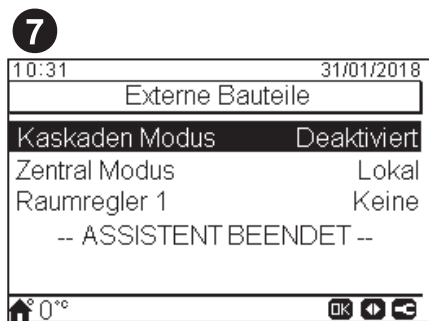 7
10:31 31/01/2018
Externe Bauteile
Kaskaden Modus Deaktiviert
Zentral Modus Lokal
Raumregler 1 Keine
-- ASSISTENT BEENDET --
0°C OK